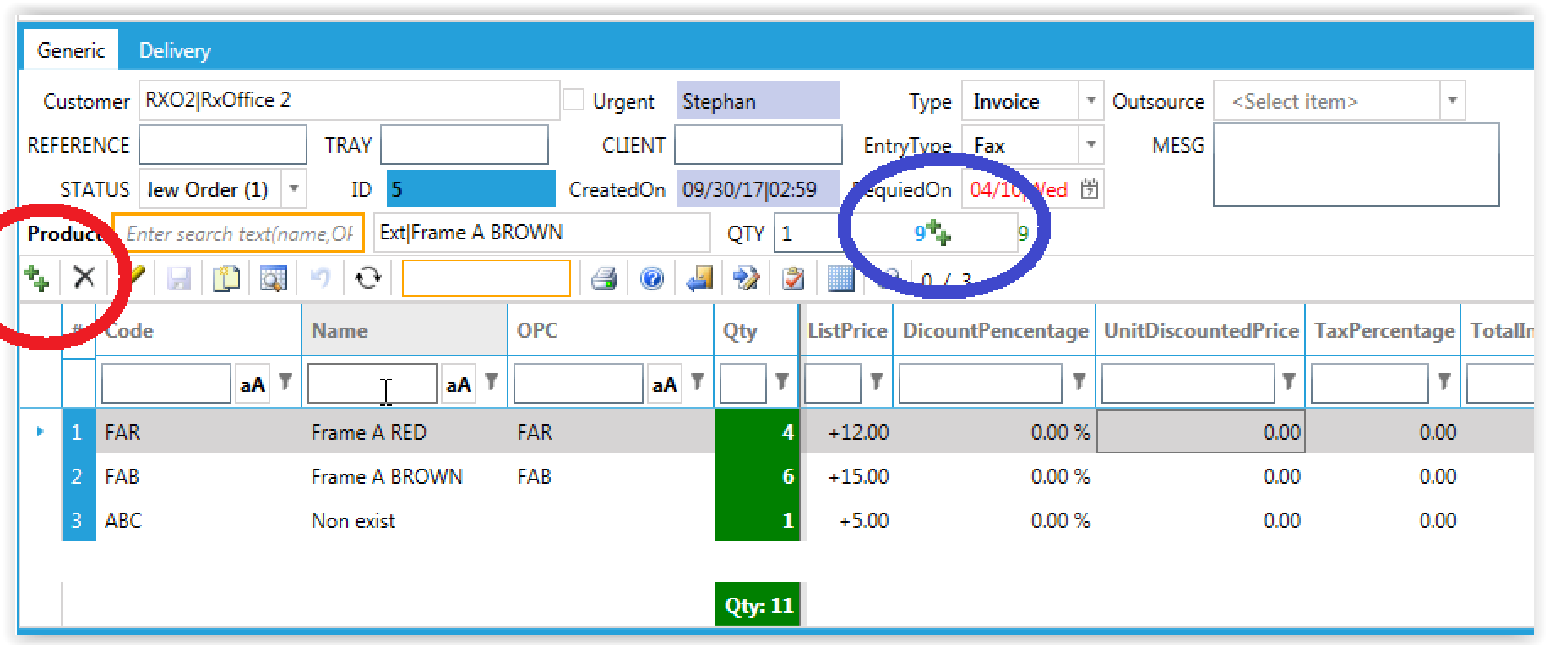 Generic Delivery
Customer RXO2|RxOffice 2 Urgent Stephan Type Invoice Outsource <Select item>
REFERENCE TRAY CLIENT EntryType Fax MESG
STATUS lew Order (1) ID 5 CreatedOn 09/30/17|02:59 equiedOn 04/10|Wed
Product Enter search text(name,OF Ext|Frame A BROWN QTY 1 9 9
0 / 3
# Code Name OPC Qty ListPrice DicountPencentage UnitDiscountedPrice TaxPercentage TotalIn
aA aA aA
1 FAR Frame A RED FAR 4 +12.00 0.00 % 0.00 0.00
2 FAB Frame A BROWN FAB 6 +15.00 0.00 % 0.00 0.00
3 ABC Non exist 1 +5.00 0.00 % 0.00 0.00
Qty: 11